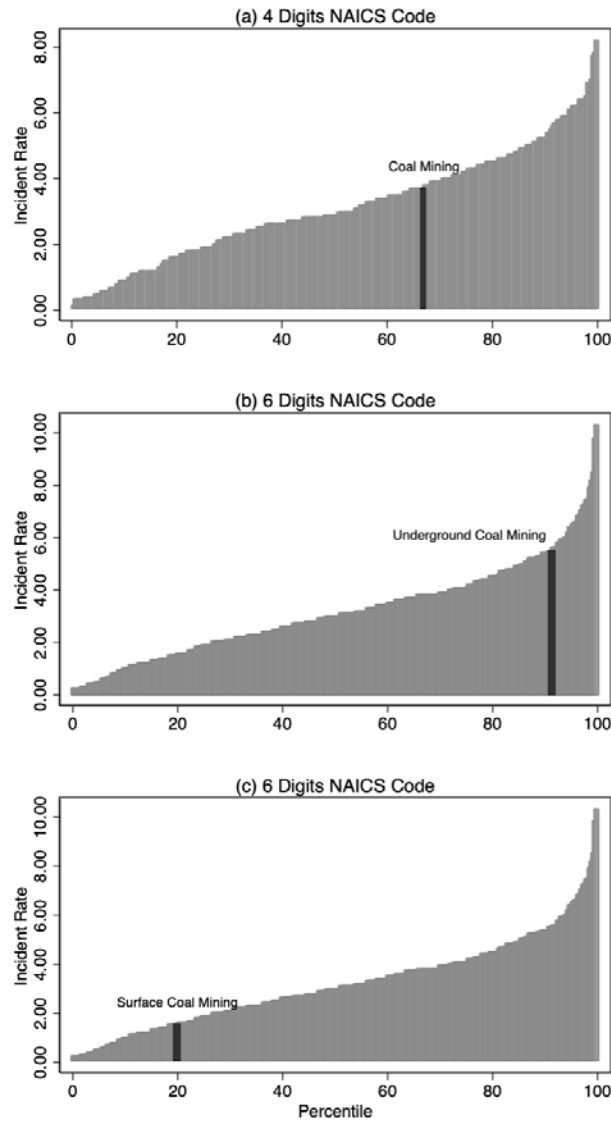 (a) 4 Digits NAICS Code
8.00
6.00
4.00
2.00
0.00
Incident Rate
Coal Mining
0 20 40 60 80 100
(b) 6 Digits NAICS Code
10.00
8.00
6.00
4.00
2.00
0.00
Incident Rate
Underground Coal Mining
0 20 40 60 80 100
(c) 6 Digits NAICS Code
10.00
8.00
6.00
4.00
2.00
0.00
Incident Rate
Surface Coal Mining
0 20 40 60 80 100
Percentile